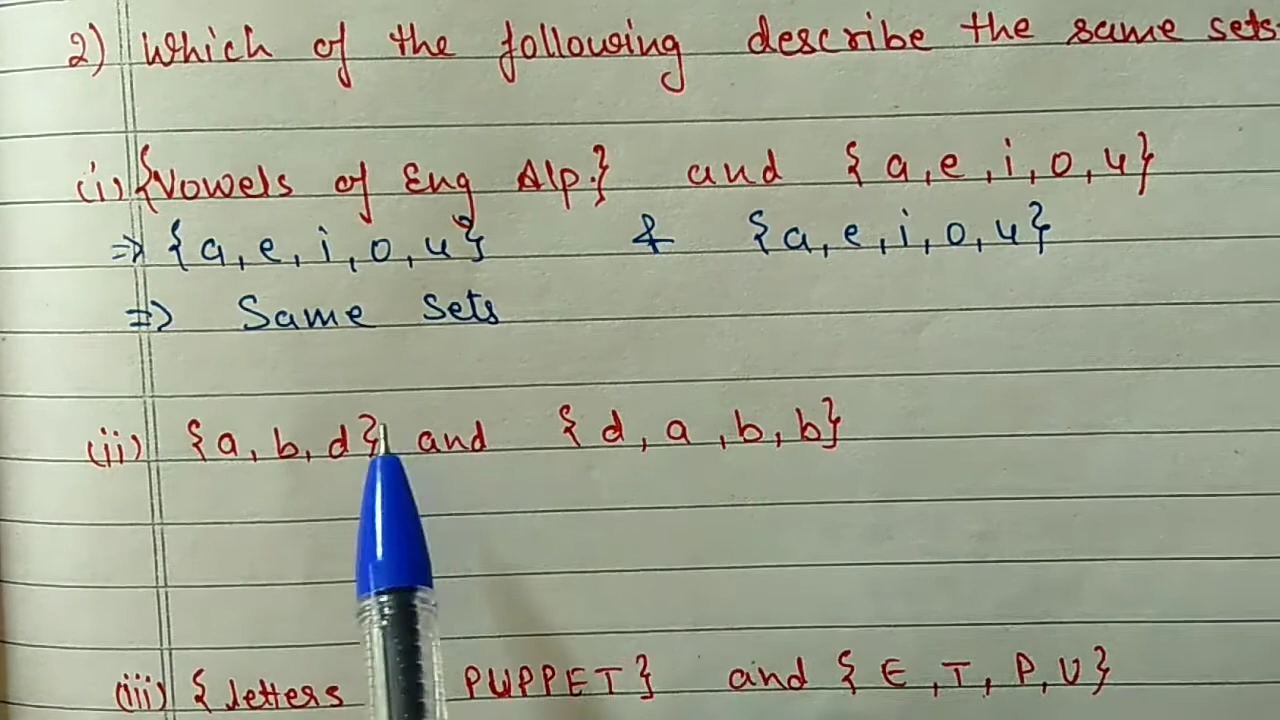 2) Which of the following describe the same sets.
(i) {Vowels of Eng Alp.} and {a, e, i, o, u}
⇒ {a, e, i, o, u} & {a, e, i, o, u}
⇒ Same sets
(ii) {a, b, d} and {d, a, b, b}
(iii) {letters PUPPET} and {E, T, P, U}